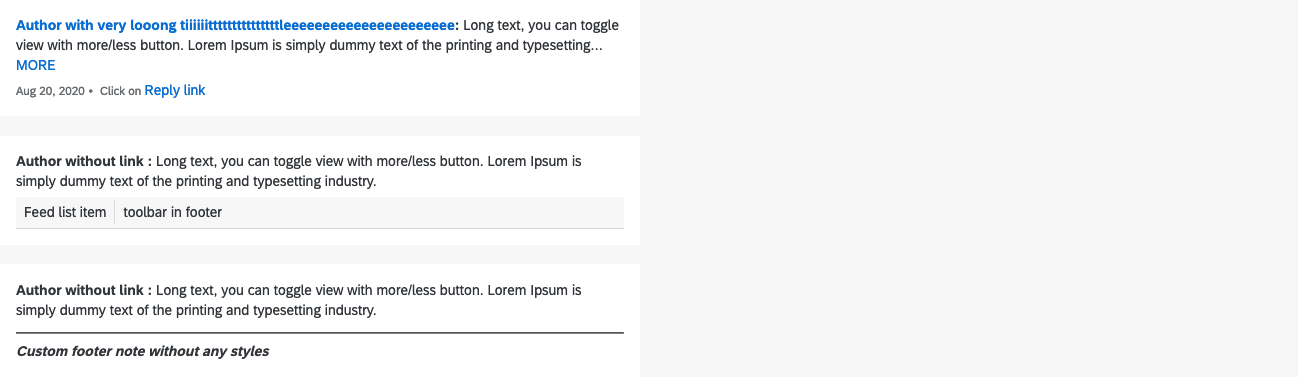 Author with very looong tiiiiiittttttttttttttttleeeeeeeeeeeeeeeeeeeeeee: Long text, you can toggle
view with more/less button. Lorem Ipsum is simply dummy text of the printing and typesetting...
MORE
Aug 20, 2020 • Click on Reply link
Author without link : Long text, you can toggle view with more/less button. Lorem Ipsum is
simply dummy text of the printing and typesetting industry.
Feed list item toolbar in footer
Author without link : Long text, you can toggle view with more/less button. Lorem Ipsum is
simply dummy text of the printing and typesetting industry.
Custom footer note without any styles